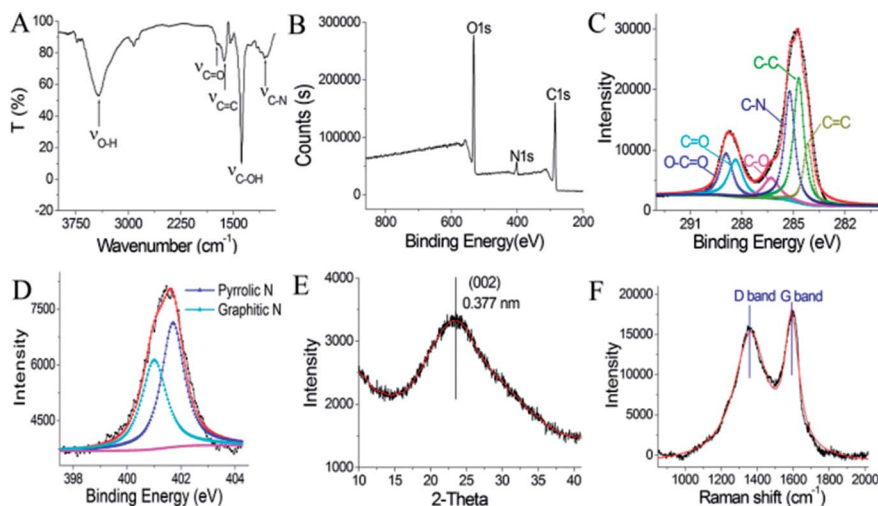 A
T (%)
100
80
60
40
20
0
-20
3750
3000
2250
1500
Wavenumber (cm⁻¹)
νO-H
νC=O
νC=C
νC-OH
νC-N
B
Counts (s)
300000
200000
100000
0
800
600
400
200
Binding Energy(eV)
O1s
N1s
C1s
C
Intensity
30000
20000
10000
0
291
288
285
282
Binding Energy (eV)
C-C
C-N
C=C
C=O
O-C=O
C-O
D
Intensity
7500
6000
4500
398
400
402
404
Binding Energy (eV)
Pyrrolic N
Graphitic N
E
Intensity
4000
3000
2000
1000
10
15
20
25
30
35
40
2-Theta
(002)
0.377 nm
F
Intensity
20000
15000
10000
5000
0
1000
1200
1400
1600
1800
2000
Raman shift (cm⁻¹)
D band
G band